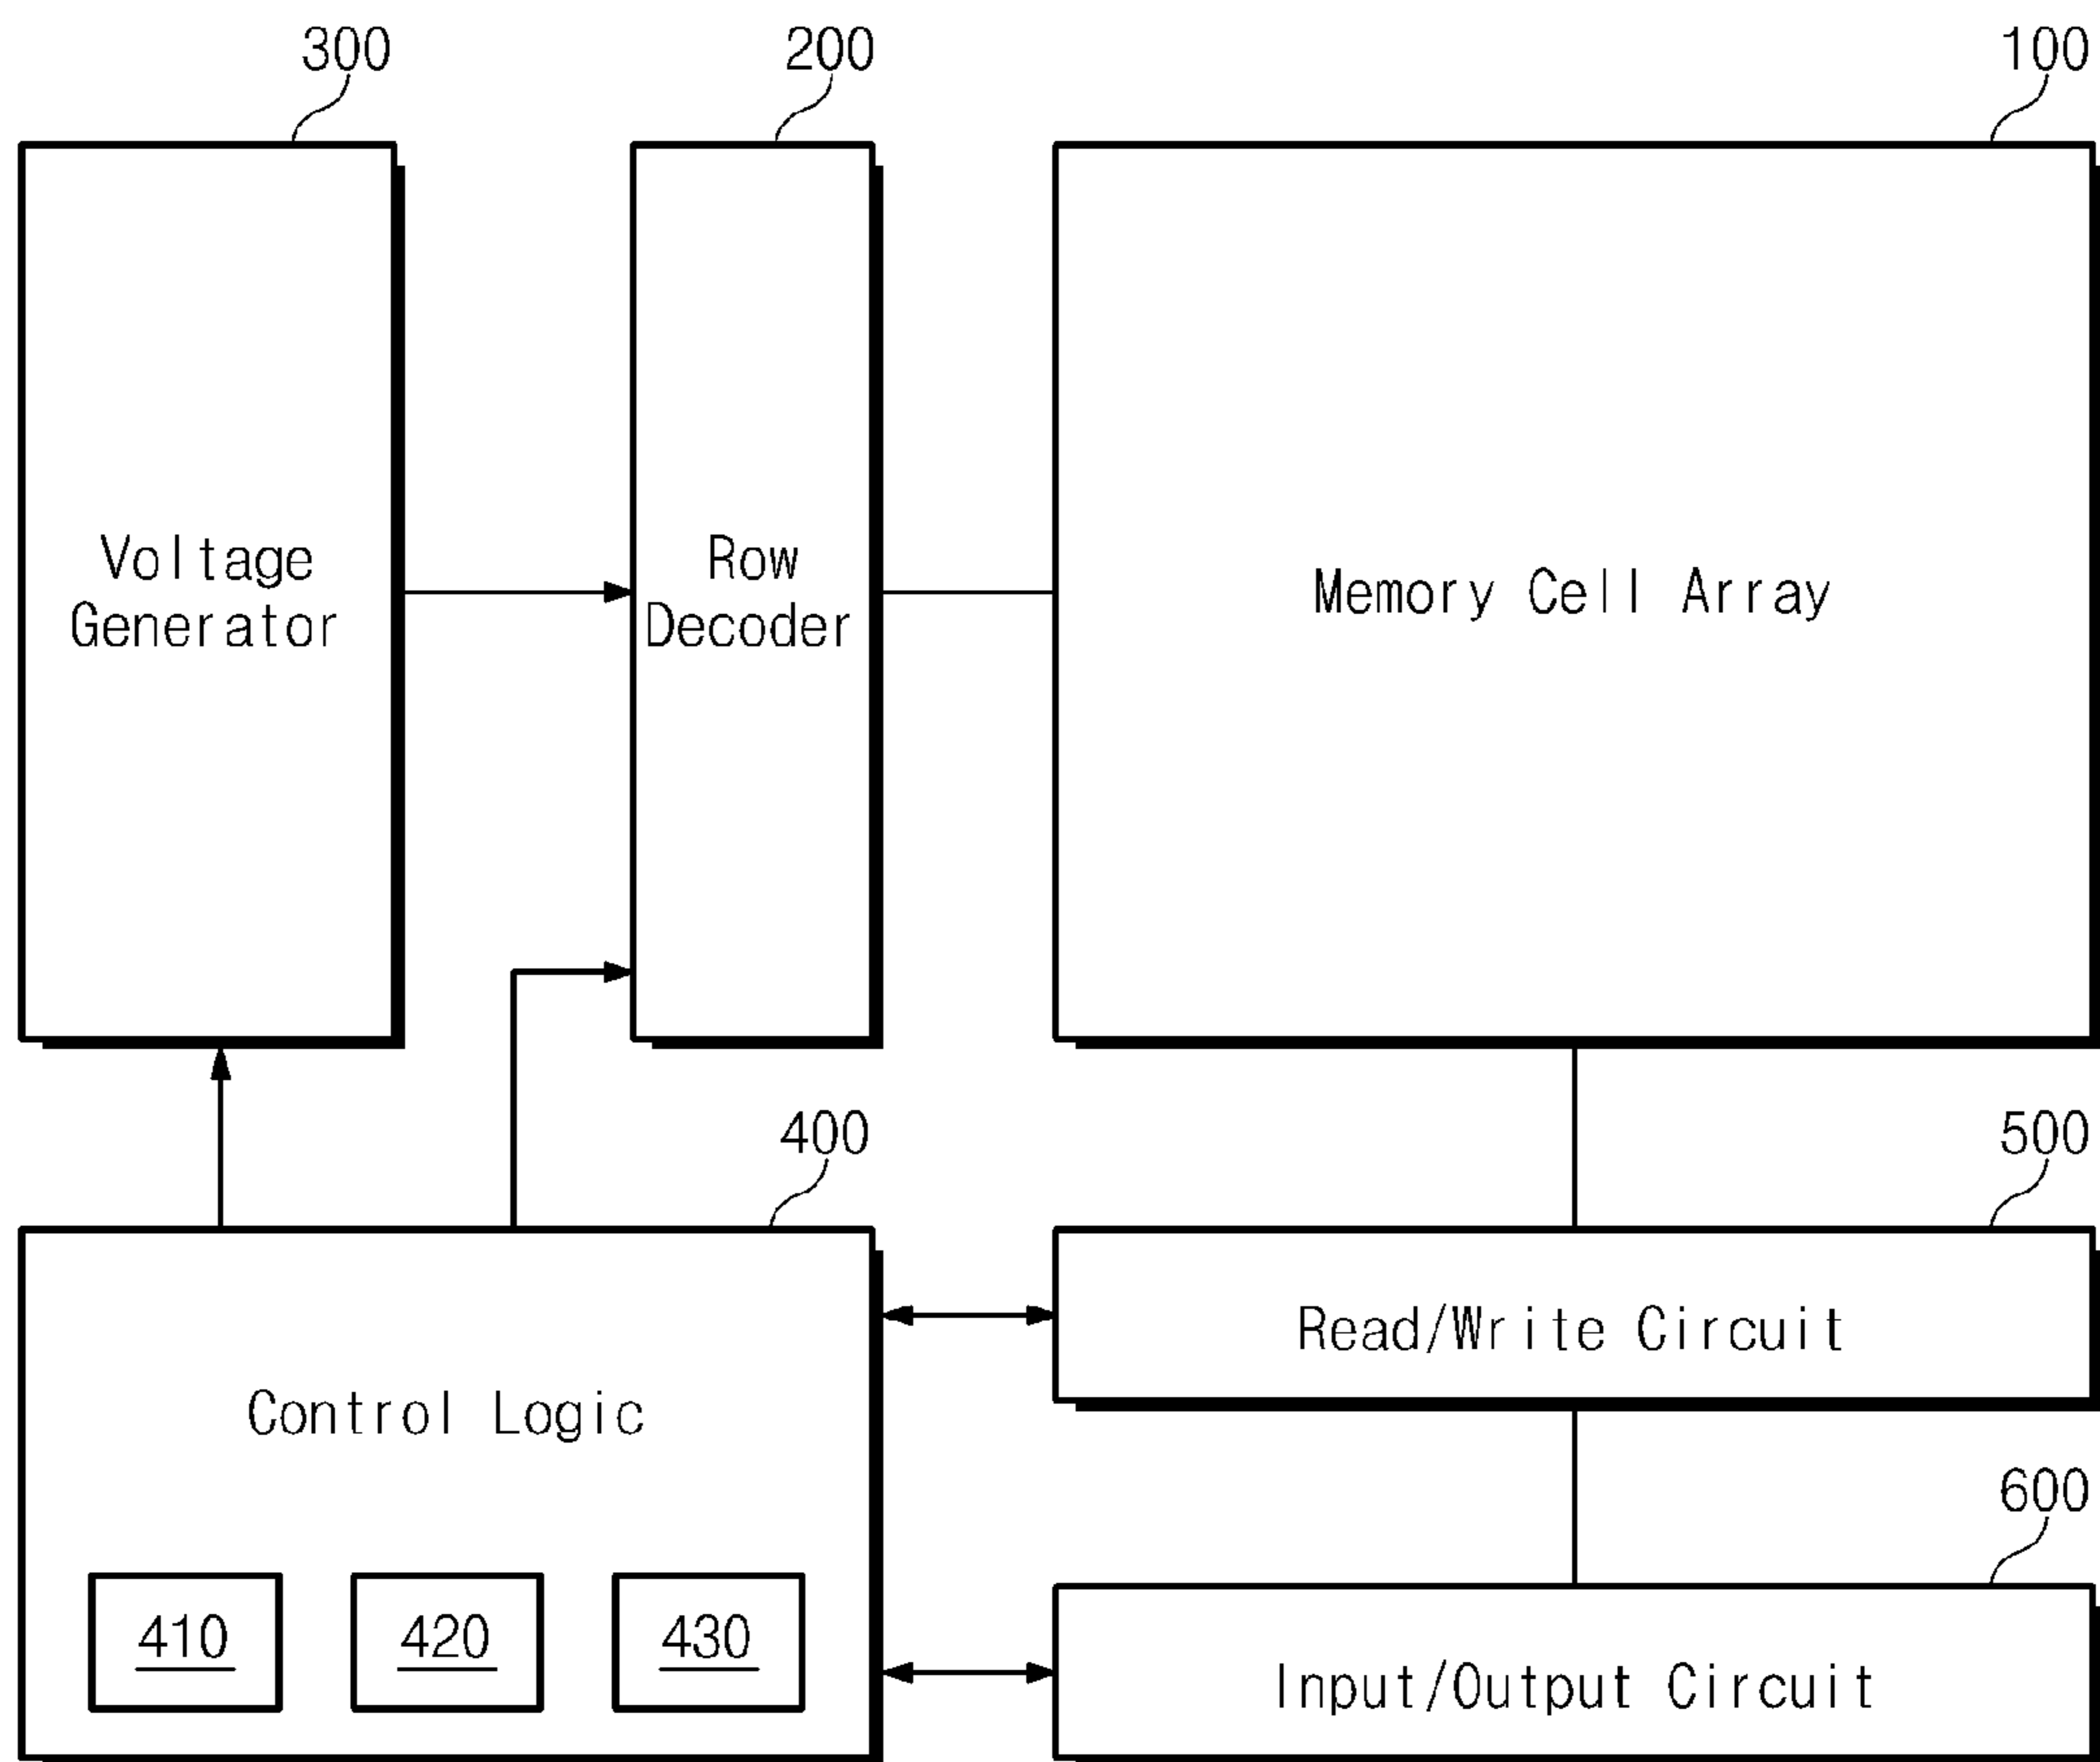 300
200
100
Voltage
Generator
Row
Decoder
Memory Cell Array
400
500
Control Logic
Read/Write Circuit
600
410
420
430
Input/Output Circuit